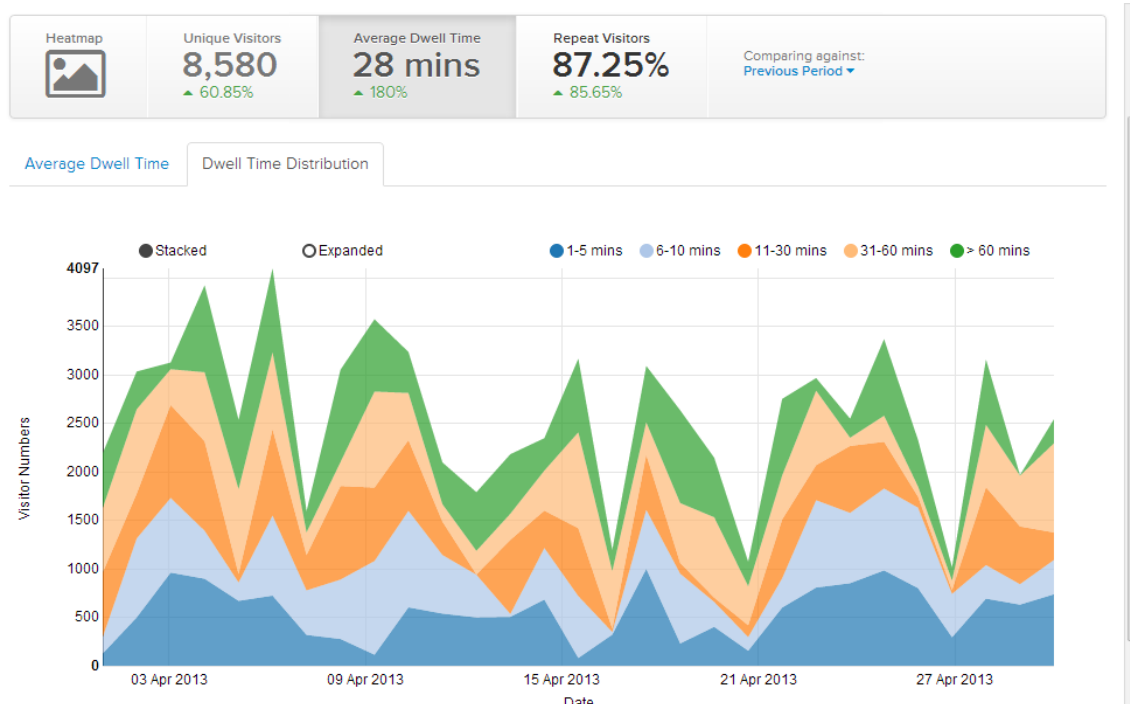 Heatmap
Unique Visitors
8,580
60.85%
Average Dwell Time
28 mins
180%
Repeat Visitors
87.25%
85.65%
Comparing against:
Previous Period
Average Dwell Time
Dwell Time Distribution
Stacked
Expanded
1-5 mins
6-10 mins
11-30 mins
31-60 mins
> 60 mins
4097
3500
3000
2500
2000
1500
1000
500
0
Visitor Numbers
03 Apr 2013
09 Apr 2013
15 Apr 2013
21 Apr 2013
27 Apr 2013
Date